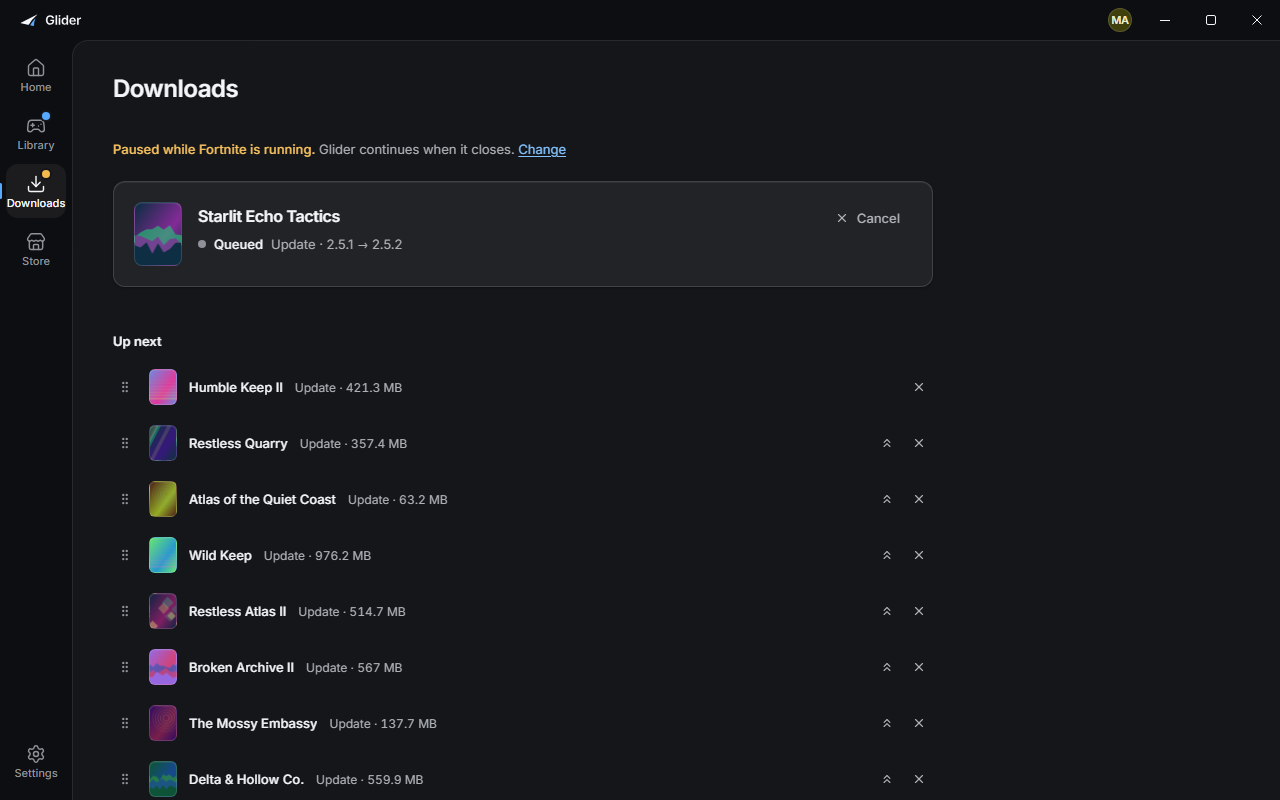 Glider
MA
Home
Library
Downloads
Store
Settings
Downloads
Paused while Fortnite is running. Glider continues when it closes. Change
Starlit Echo Tactics
Queued Update · 2.5.1 → 2.5.2
Cancel
Up next
Humble Keep II Update · 421.3 MB
Restless Quarry Update · 357.4 MB
Atlas of the Quiet Coast Update · 63.2 MB
Wild Keep Update · 976.2 MB
Restless Atlas II Update · 514.7 MB
Broken Archive II Update · 567 MB
The Mossy Embassy Update · 137.7 MB
Delta & Hollow Co. Update · 559.9 MB